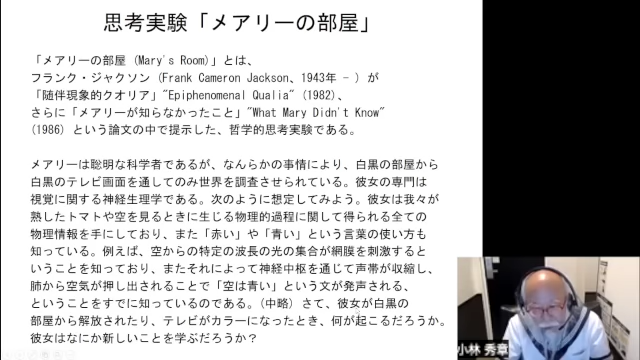 思考実験「メアリーの部屋」
「メアリーの部屋 (Mary's Room)」とは、
フランク・ジャクソン (Frank Cameron Jackson、1943年 - ) が
「随伴現象的クオリア」"Epiphenomenal Qualia" (1982)、
さらに「メアリーが知らなかったこと」"What Mary Didn't Know"
(1986) という論文の中で提示した、哲学的思考実験である。
メアリーは聡明な科学者であるが、なんらかの事情により、白黒の部屋から
白黒のテレビ画面を通してのみ世界を調査させられている。彼女の専門は
視覚に関する神経生理学である。次のように想定してみよう。彼女は我々が
熟したトマトや空を見るときに生じる物理的過程に関して得られる全ての
物理情報を手にしており、また「赤い」や「青い」という言葉の使い方も
知っている。例えば、空からの特定の波長の光の集合が網膜を刺激すると
いうことを知っており、またそれによって神経中枢を通じて声帯が収縮し、
肺から空気が押し出されることで「空は青い」という文が発声される、
ということをすでに知っているのである。(中略) さて、彼女が白黒の
部屋から解放されたり、テレビがカラーになったとき、何が起こるだろうか。
彼女はなにか新しいことを学ぶだろうか？
小林 秀章